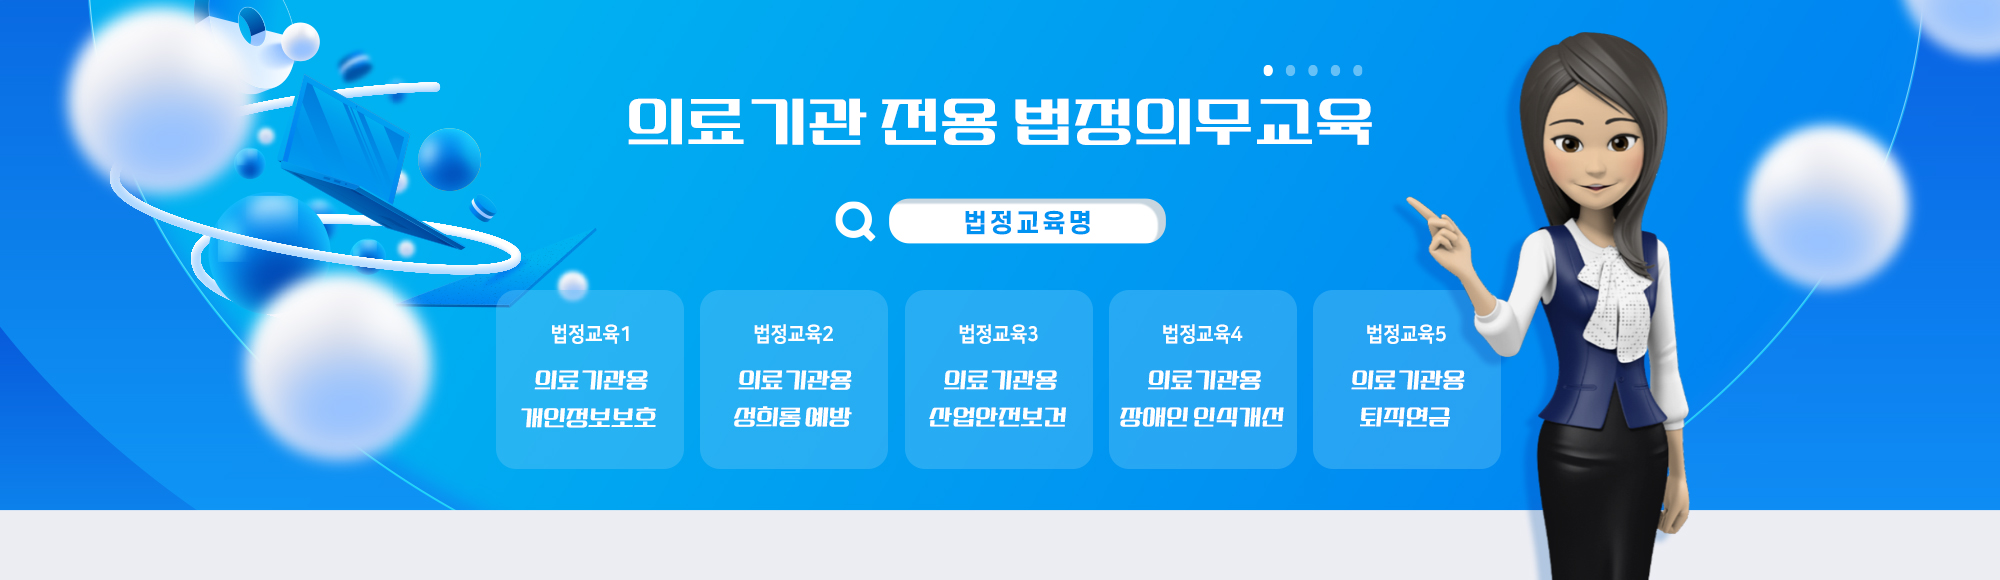 의료기관 전용 법정의무교육
법정교육명
법정교육1
의료기관용
개인정보보호
법정교육2
의료기관용
성희롱 예방
법정교육3
의료기관용
산업안전보건
법정교육4
의료기관용
장애인 인식개선
법정교육5
의료기관용
퇴직연금